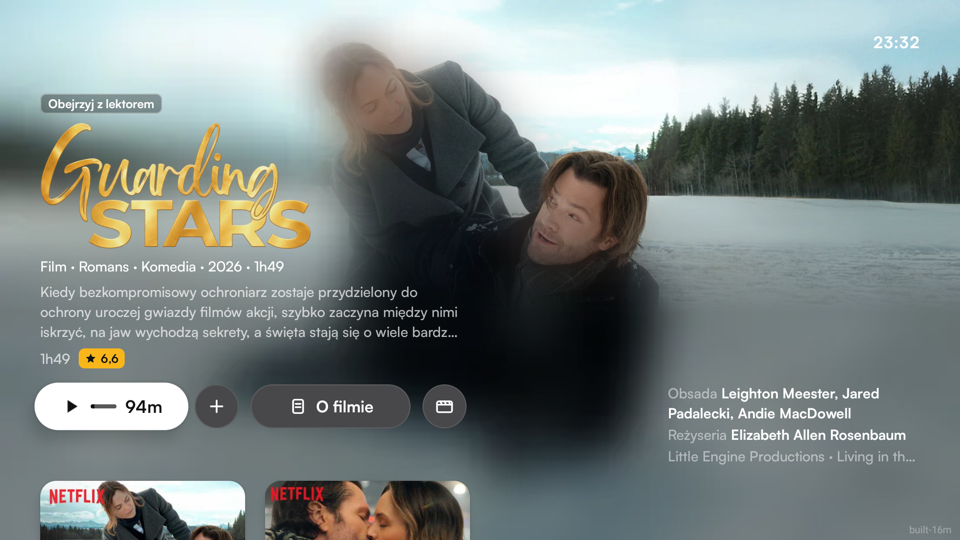 23:32
Obejrzyj z lektorem
Guarding
STARS
Film · Romans · Komedia · 2026 · 1h49
Kiedy bezkompromisowy ochroniarz zostaje przydzielony do
ochrony uroczej gwiazdy filmów akcji, szybko zaczyna między nimi
iskrzyć, na jaw wychodzą sekrety, a święta stają się o wiele bardz...
1h49 ★ 6,6
94m
O filmie
Obsada Leighton Meester, Jared
Padalecki, Andie MacDowell
Reżyseria Elizabeth Allen Rosenbaum
Little Engine Productions · Living in th...
NETFLIX
NETFLIX
built-16m